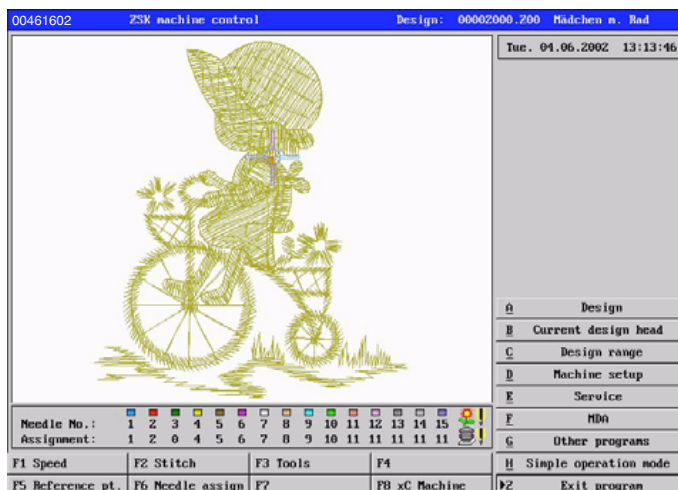 00461602 ZSK machine control Design: 00002000.Z00 Mädchen m. Rad
Tue. 04.06.2002 13:13:46
A Design
B Current design head
C Design range
D Machine setup
E Service
F MDA
G Other programs
H Simple operation mode
Z Exit program
Needle No.: 1 2 3 4 5 6 7 8 9 10 11 12 13 14 15
Assignment: 1 2 0 4 5 6 7 8 9 10 11 11 11 11 11
F1 Speed F2 Stitch F3 Tools F4
F5 Reference pt. F6 Needle assign F7 F8 xC Machine